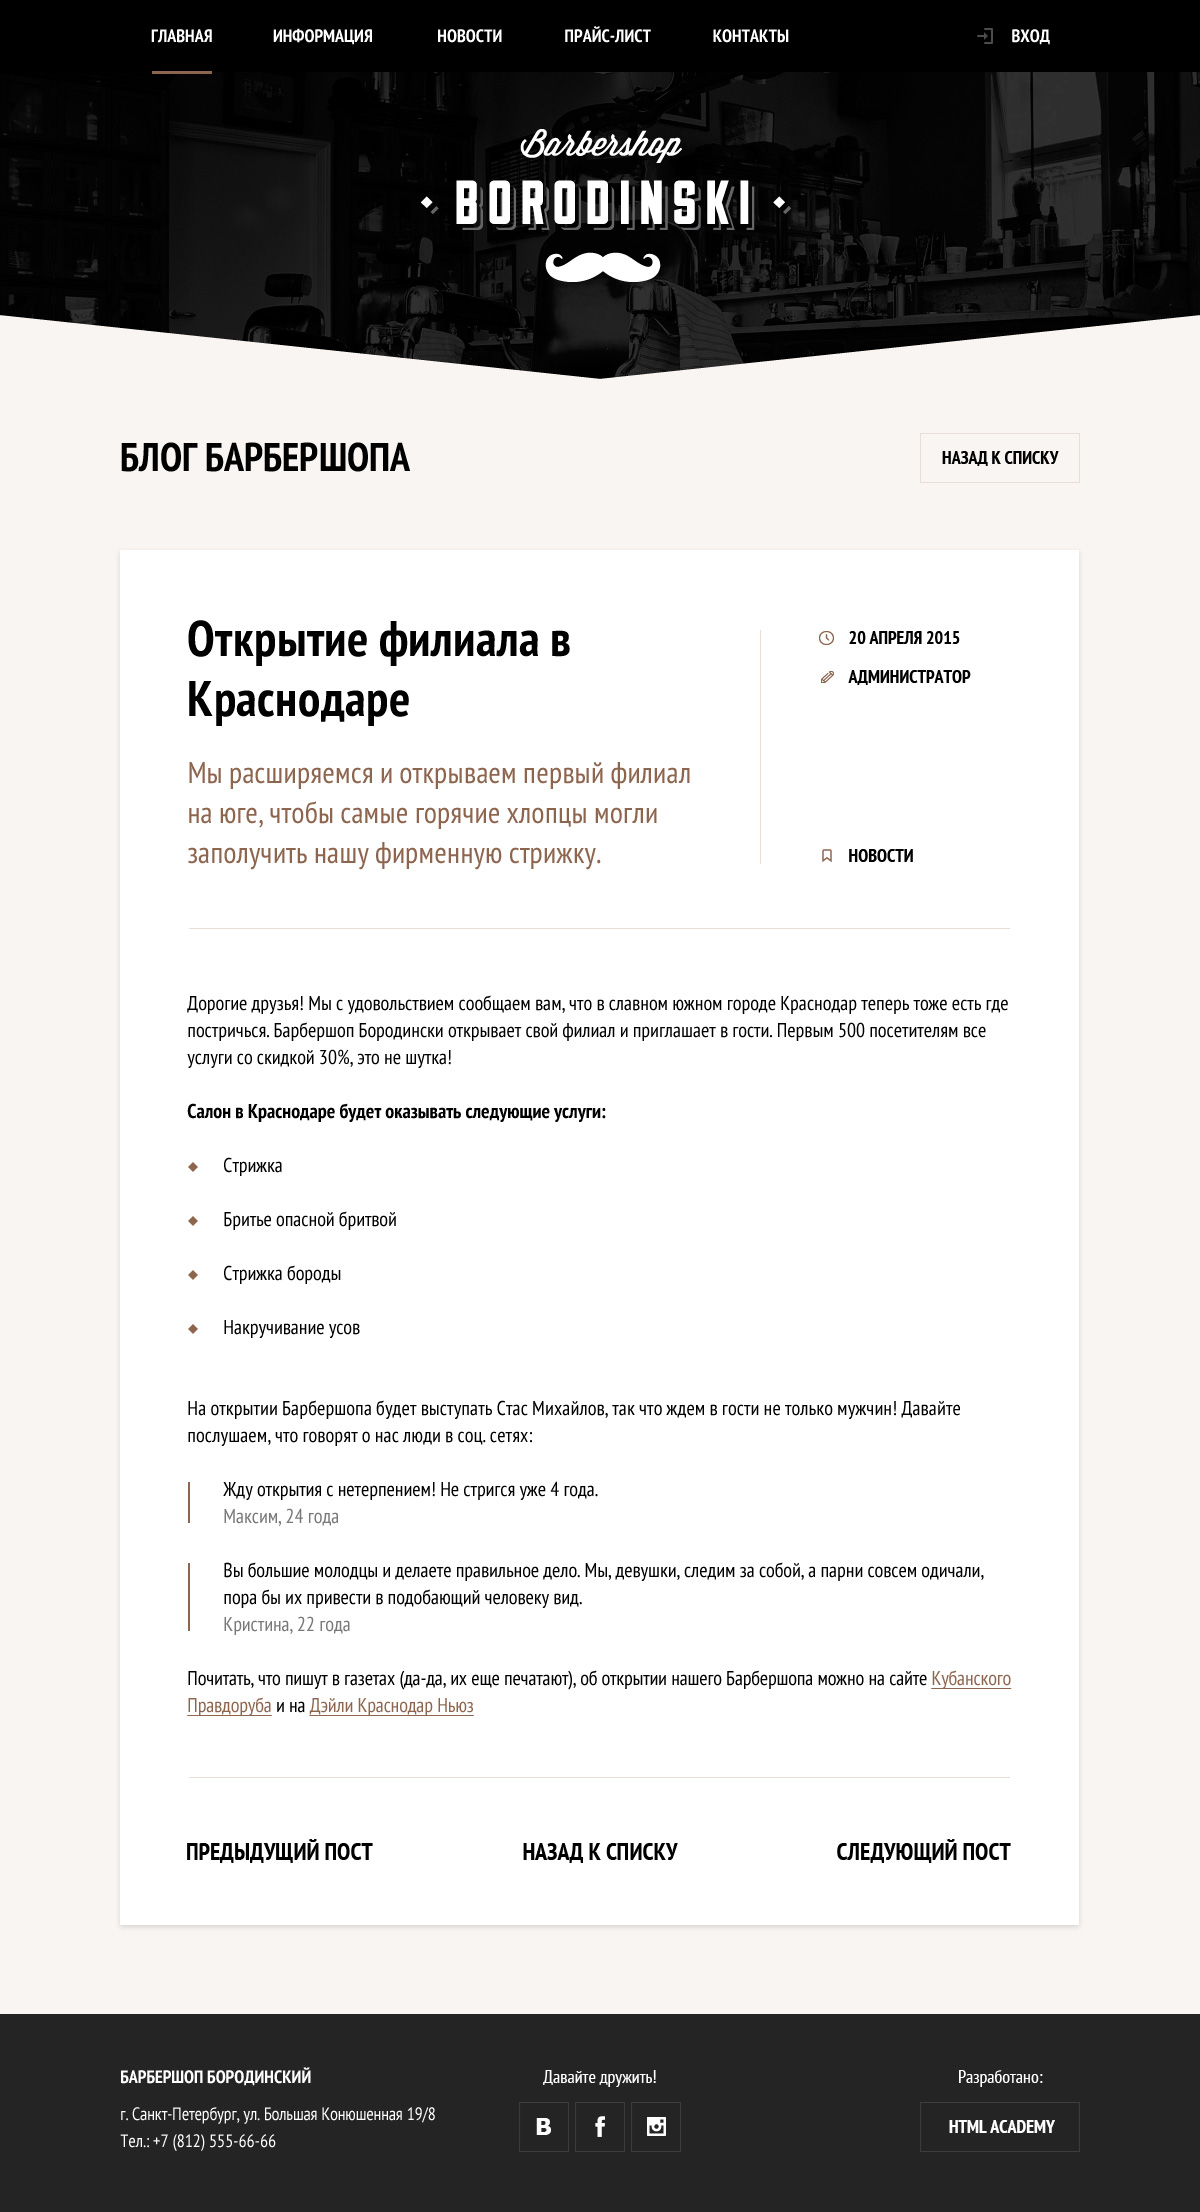 ГЛАВНАЯ ИНФОРМАЦИЯ НОВОСТИ ПРАЙС-ЛИСТ КОНТАКТЫ ВХОД
Barbershop
BORODINSKI
БЛОГ БАРБЕРШОПА
НАЗАД К СПИСКУ
Открытие филиала в
Краснодаре
Мы расширяемся и открываем первый филиал
на юге, чтобы самые горячие хлопцы могли
заполучить нашу фирменную стрижку.
20 АПРЕЛЯ 2015
АДМИНИСТРАТОР
НОВОСТИ
Дорогие друзья! Мы с удовольствием сообщаем вам, что в славном южном городе Краснодар теперь тоже есть где
постричься. Барбершоп Бородински открывает свой филиал и приглашает в гости. Первым 500 посетителям все
услуги со скидкой 30%, это не шутка!
Салон в Краснодаре будет оказывать следующие услуги:
Стрижка
Бритье опасной бритвой
Стрижка бороды
Накручивание усов
На открытии Барбершопа будет выступать Стас Михайлов, так что ждем в гости не только мужчин! Давайте
послушаем, что говорят о нас люди в соц. сетях:
Жду открытия с нетерпением! Не стригся уже 4 года.
Максим, 24 года
Вы большие молодцы и делаете правильное дело. Мы, девушки, следим за собой, а парни совсем одичали,
пора бы их привести в подобающий человеку вид.
Кристина, 22 года
Почитать, что пишут в газетах (да-да, их еще печатают), об открытии нашего Барбершопа можно на сайте Кубанского
Правдоруба и на Дэйли Краснодар Ньюз
ПРЕДЫДУЩИЙ ПОСТ НАЗАД К СПИСКУ СЛЕДУЮЩИЙ ПОСТ
БАРБЕРШОП БОРОДИНСКИЙ
г. Санкт-Петербург, ул. Большая Конюшенная 19/8
Тел.: +7 (812) 555-66-66
Давайте дружить!
В f
Разработано:
HTML ACADEMY